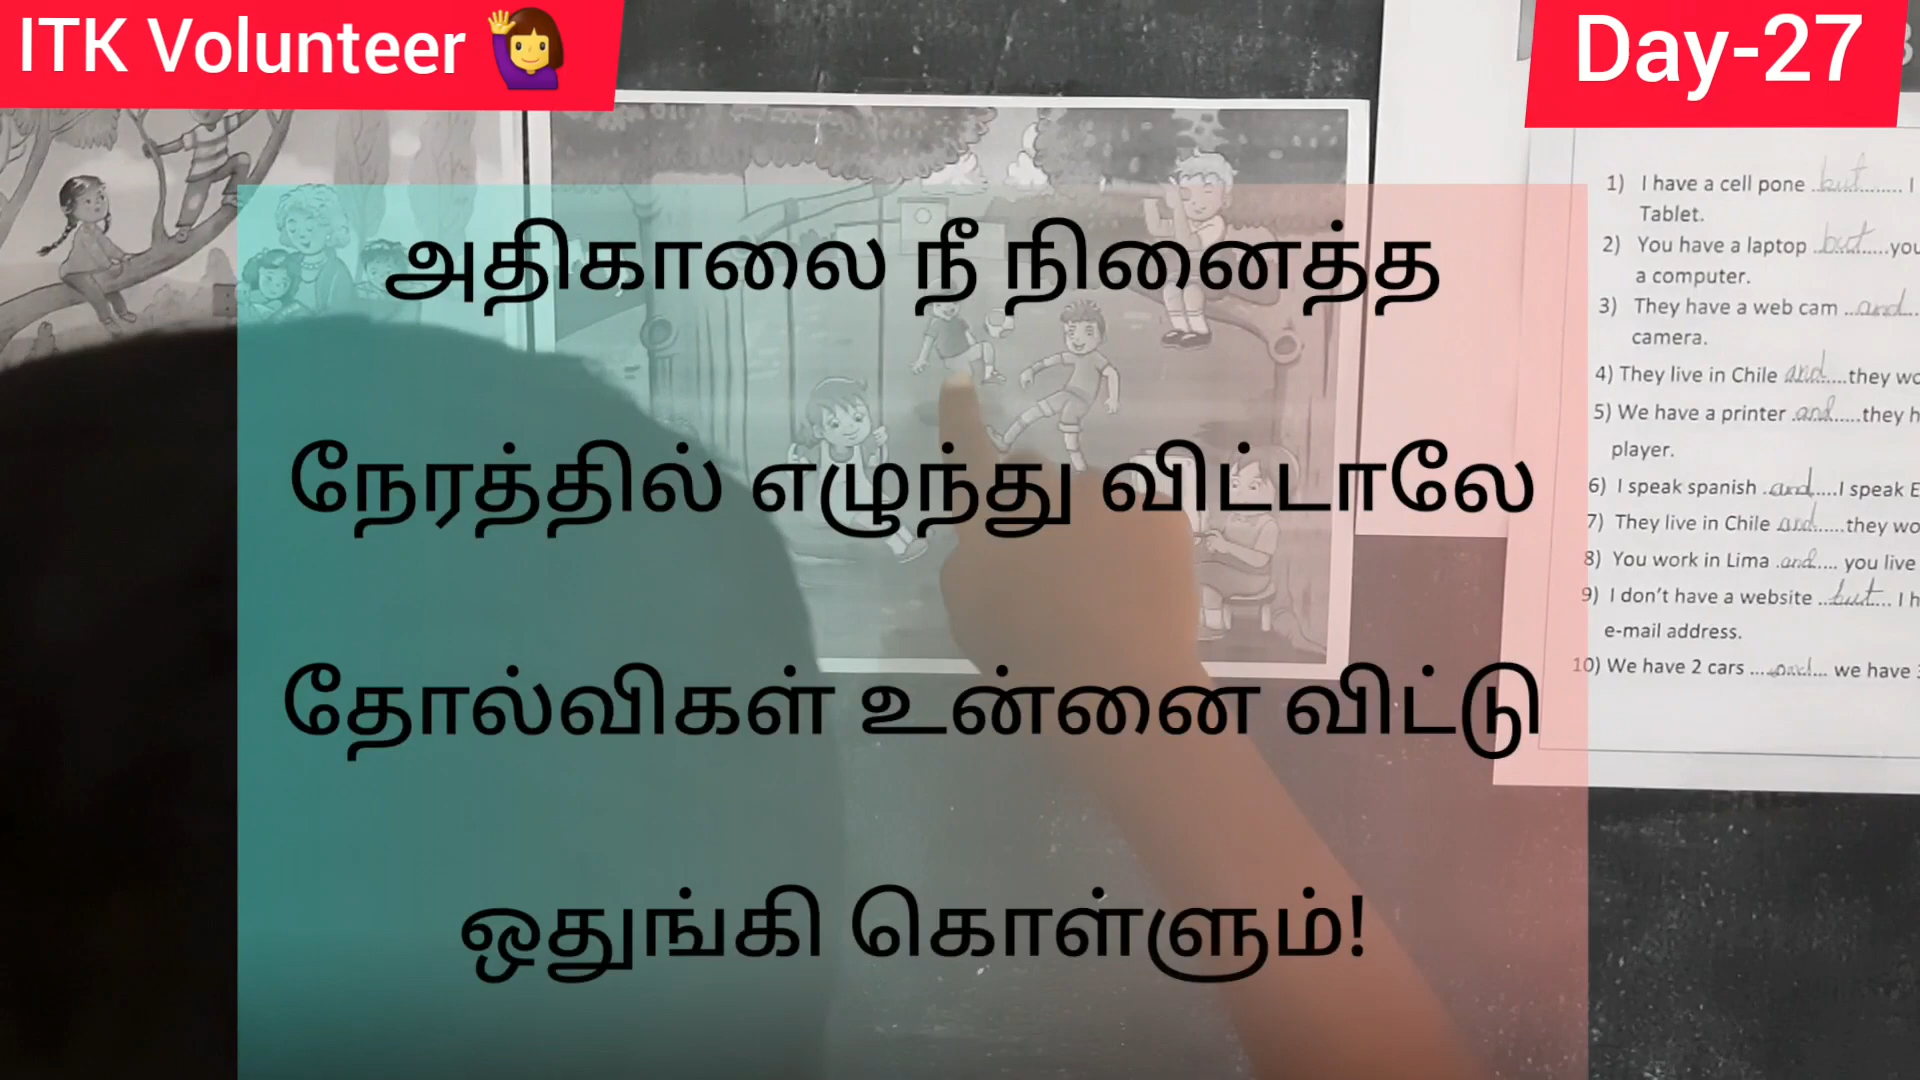 ITK Volunteer 🙋‍♀️
Day-27
அதிகாலை நீ நினைத்த
நேரத்தில் எழுந்து விட்டாலே
தோல்விகள் உன்னை விட்டு
ஒதுங்கி கொள்ளும்!
1) I have a cell pone ....but.... I
Tablet.
2) You have a laptop ....but....you
a computer.
3) They have a web cam ....and....
camera.
4) They live in Chile ....and....they wo
5) We have a printer ....and....they h
player.
6) I speak spanish ....and....I speak E
7) They live in Chile ....and....they wo
8) You work in Lima ....and.... you live
9) I don't have a website ....but.... I h
e-mail address.
10) We have 2 cars ....and.... we have 3